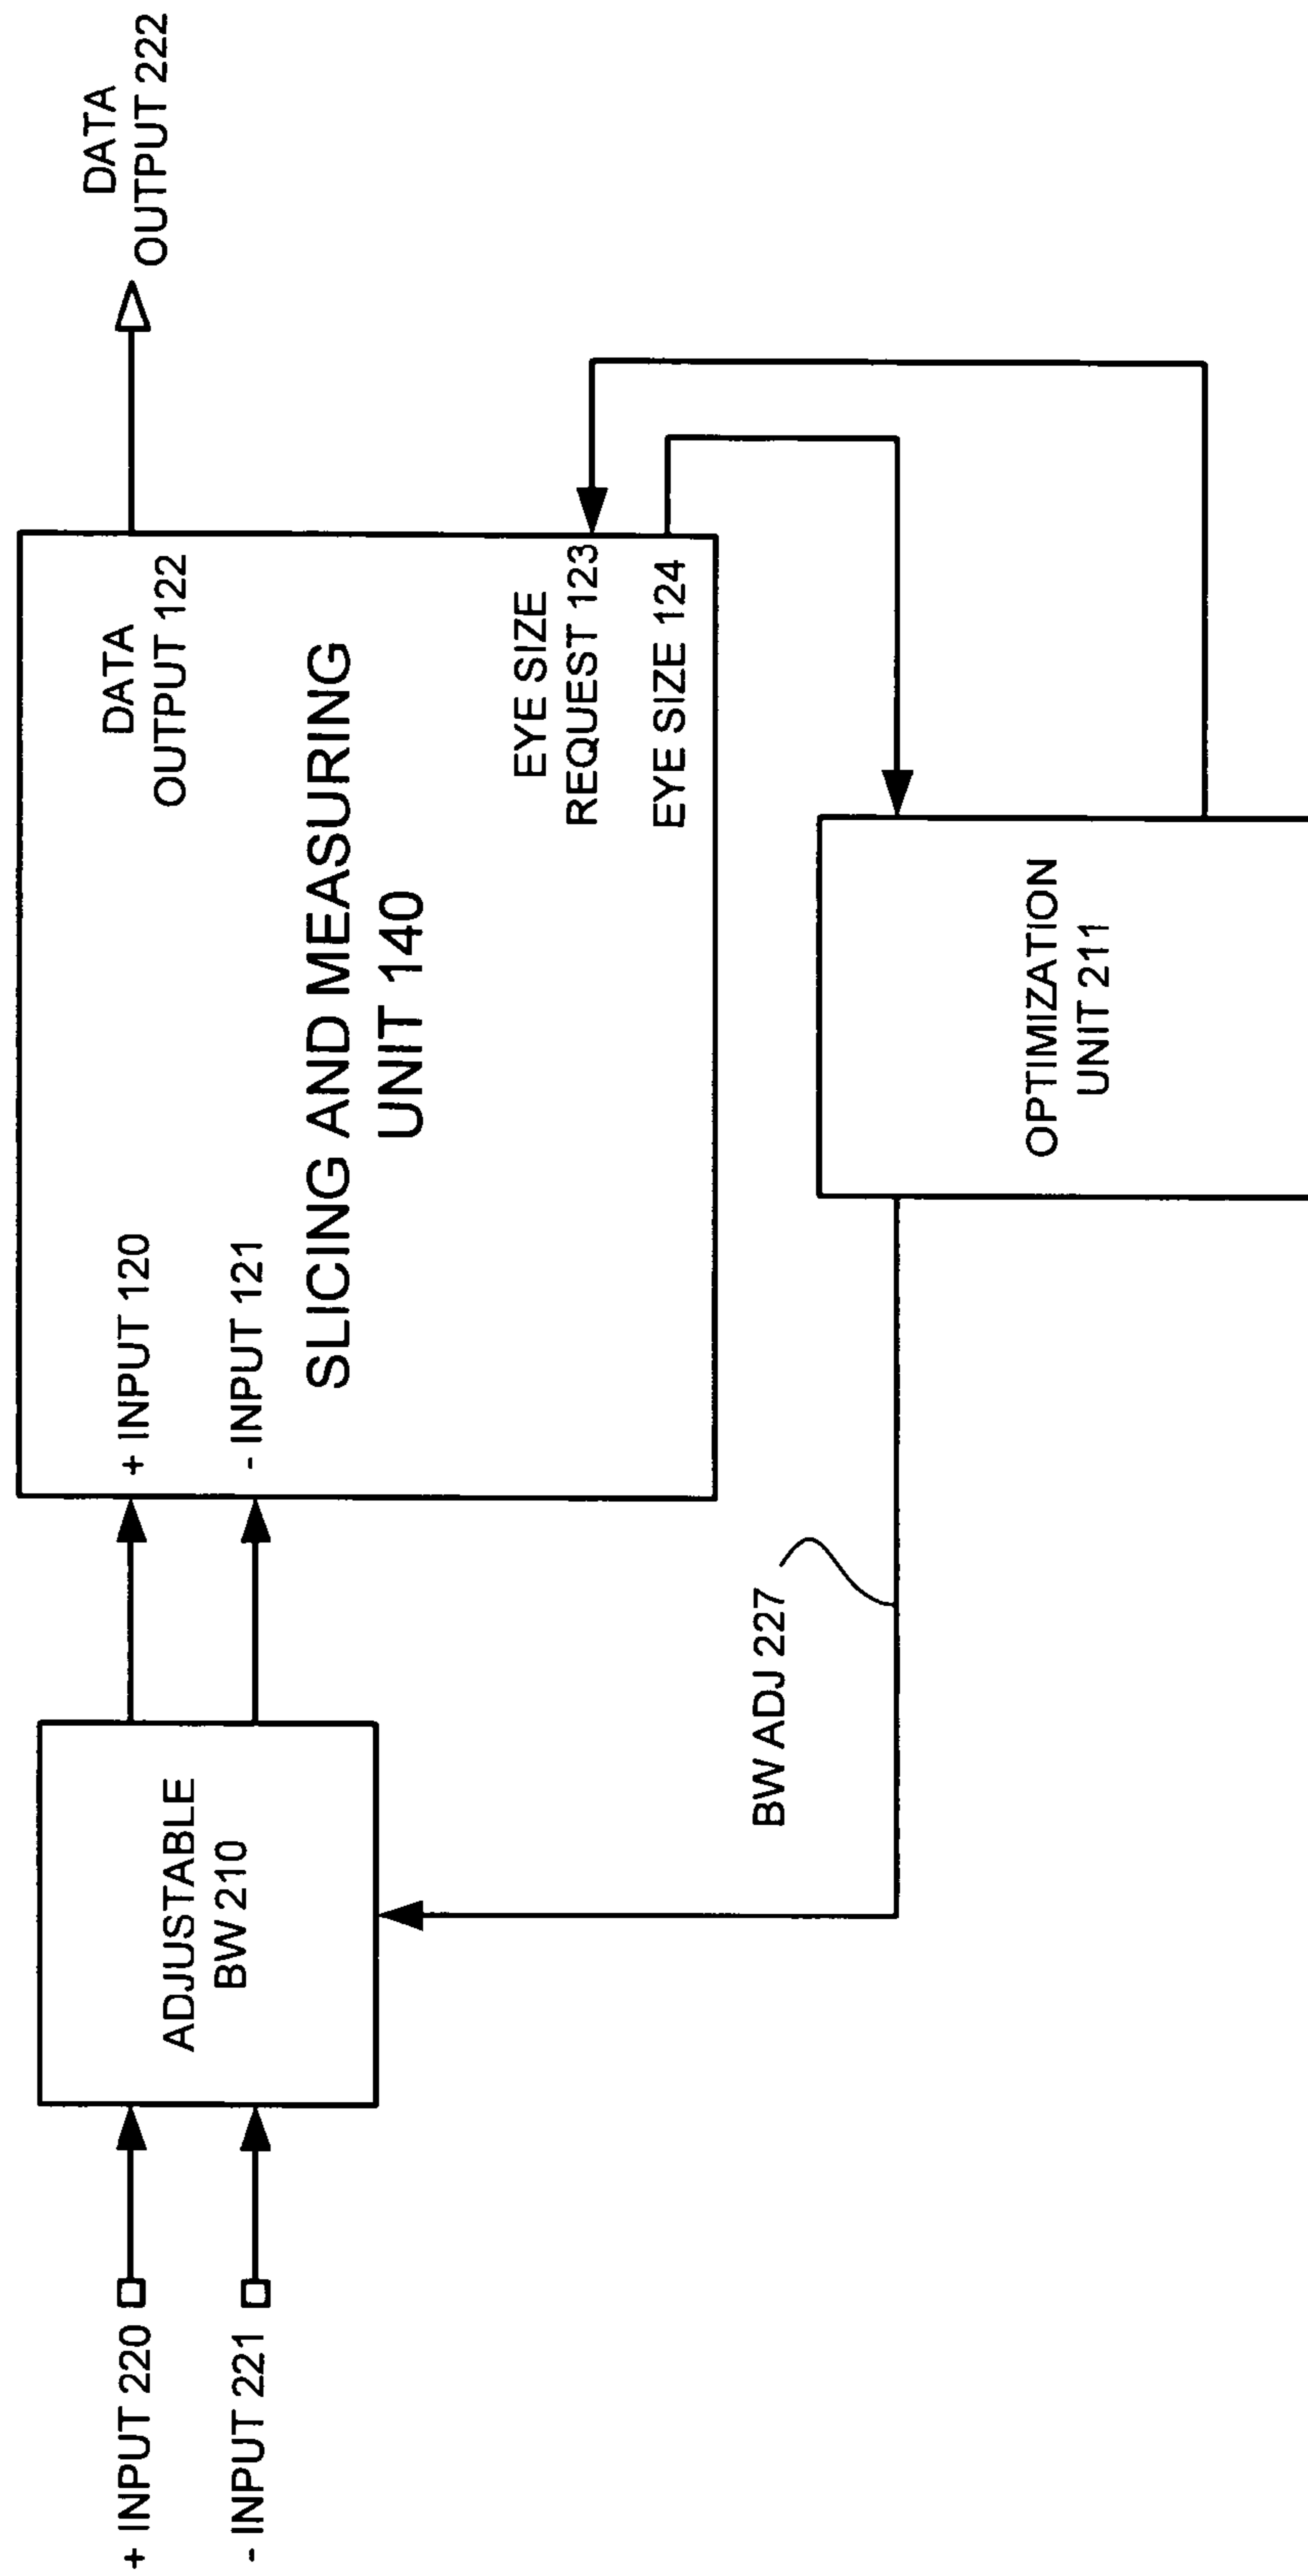 + INPUT 220
- INPUT 221
ADJUSTABLE
BW 210
+ INPUT 120
- INPUT 121
SLICING AND MEASURING
UNIT 140
DATA
OUTPUT 122
EYE SIZE
REQUEST 123
EYE SIZE 124
DATA
OUTPUT 222
BW ADJ 227
OPTIMIZATION
UNIT 211